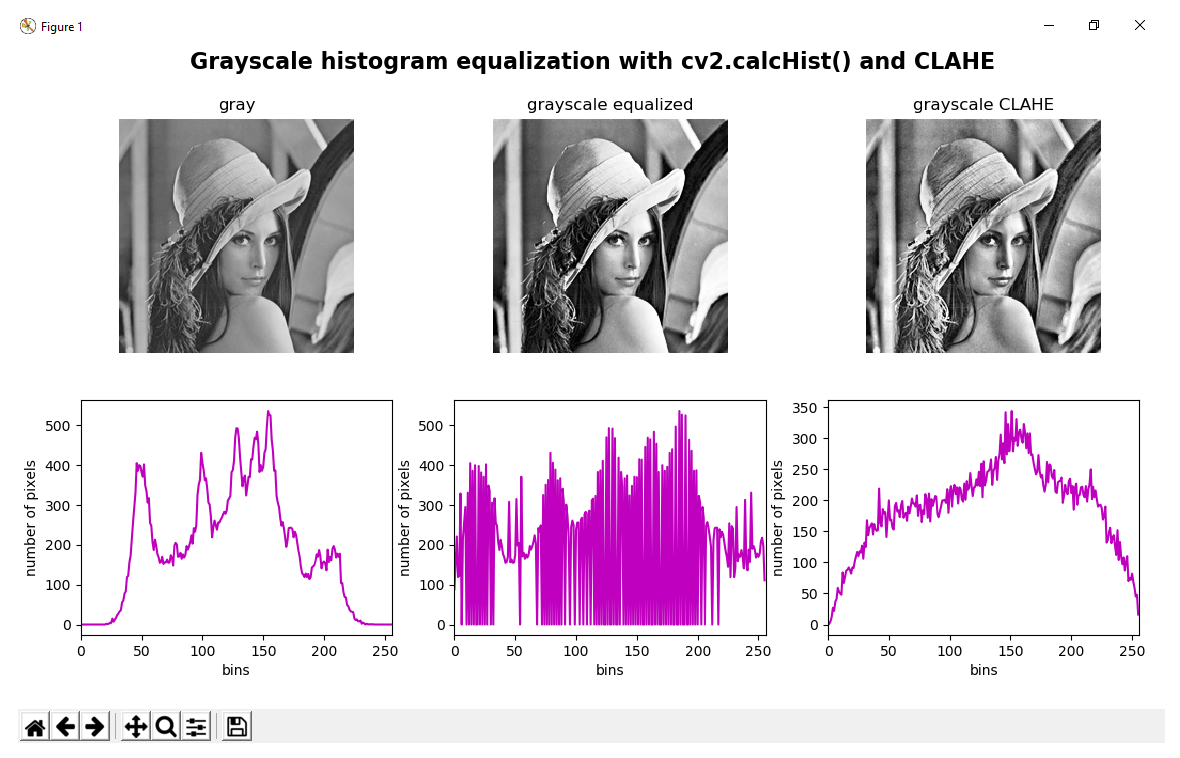 Figure 1
Grayscale histogram equalization with cv2.calcHist() and CLAHE
gray
grayscale equalized
grayscale CLAHE
number of pixels
500
400
300
200
100
0
0 50 100 150 200 250
bins
number of pixels
500
400
300
200
100
0
0 50 100 150 200 250
bins
number of pixels
350
300
250
200
150
100
50
0
0 50 100 150 200 250
bins